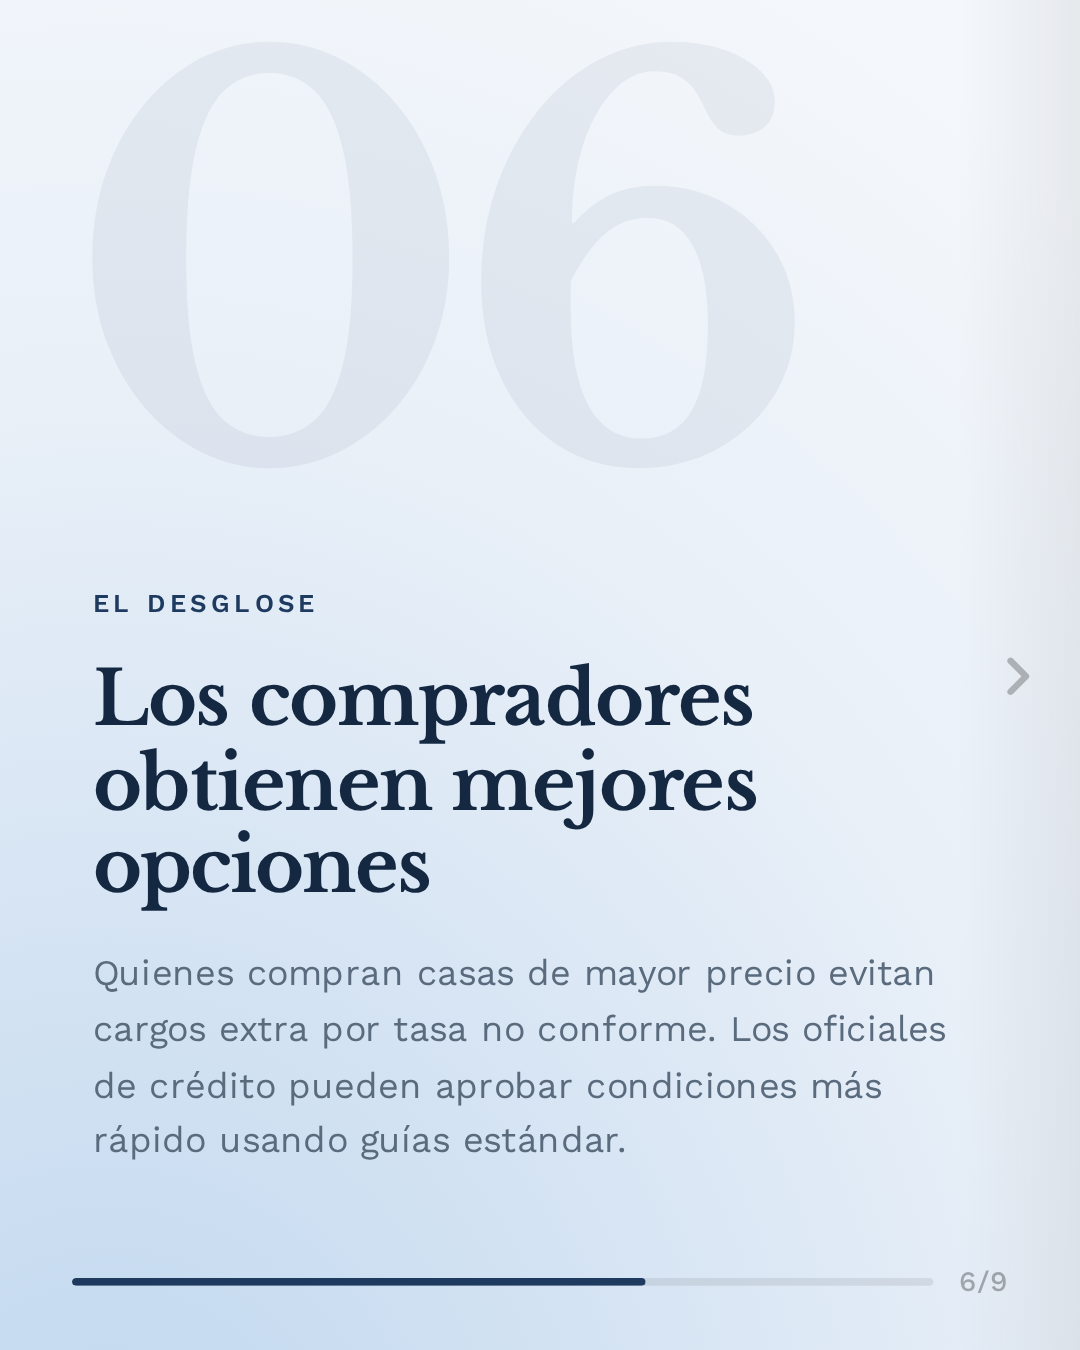 06
EL DESGLOSE
Los compradores
obtienen mejores
opciones
Quienes compran casas de mayor precio evitan
cargos extra por tasa no conforme. Los oficiales
de crédito pueden aprobar condiciones más
rápido usando guías estándar.
6/9